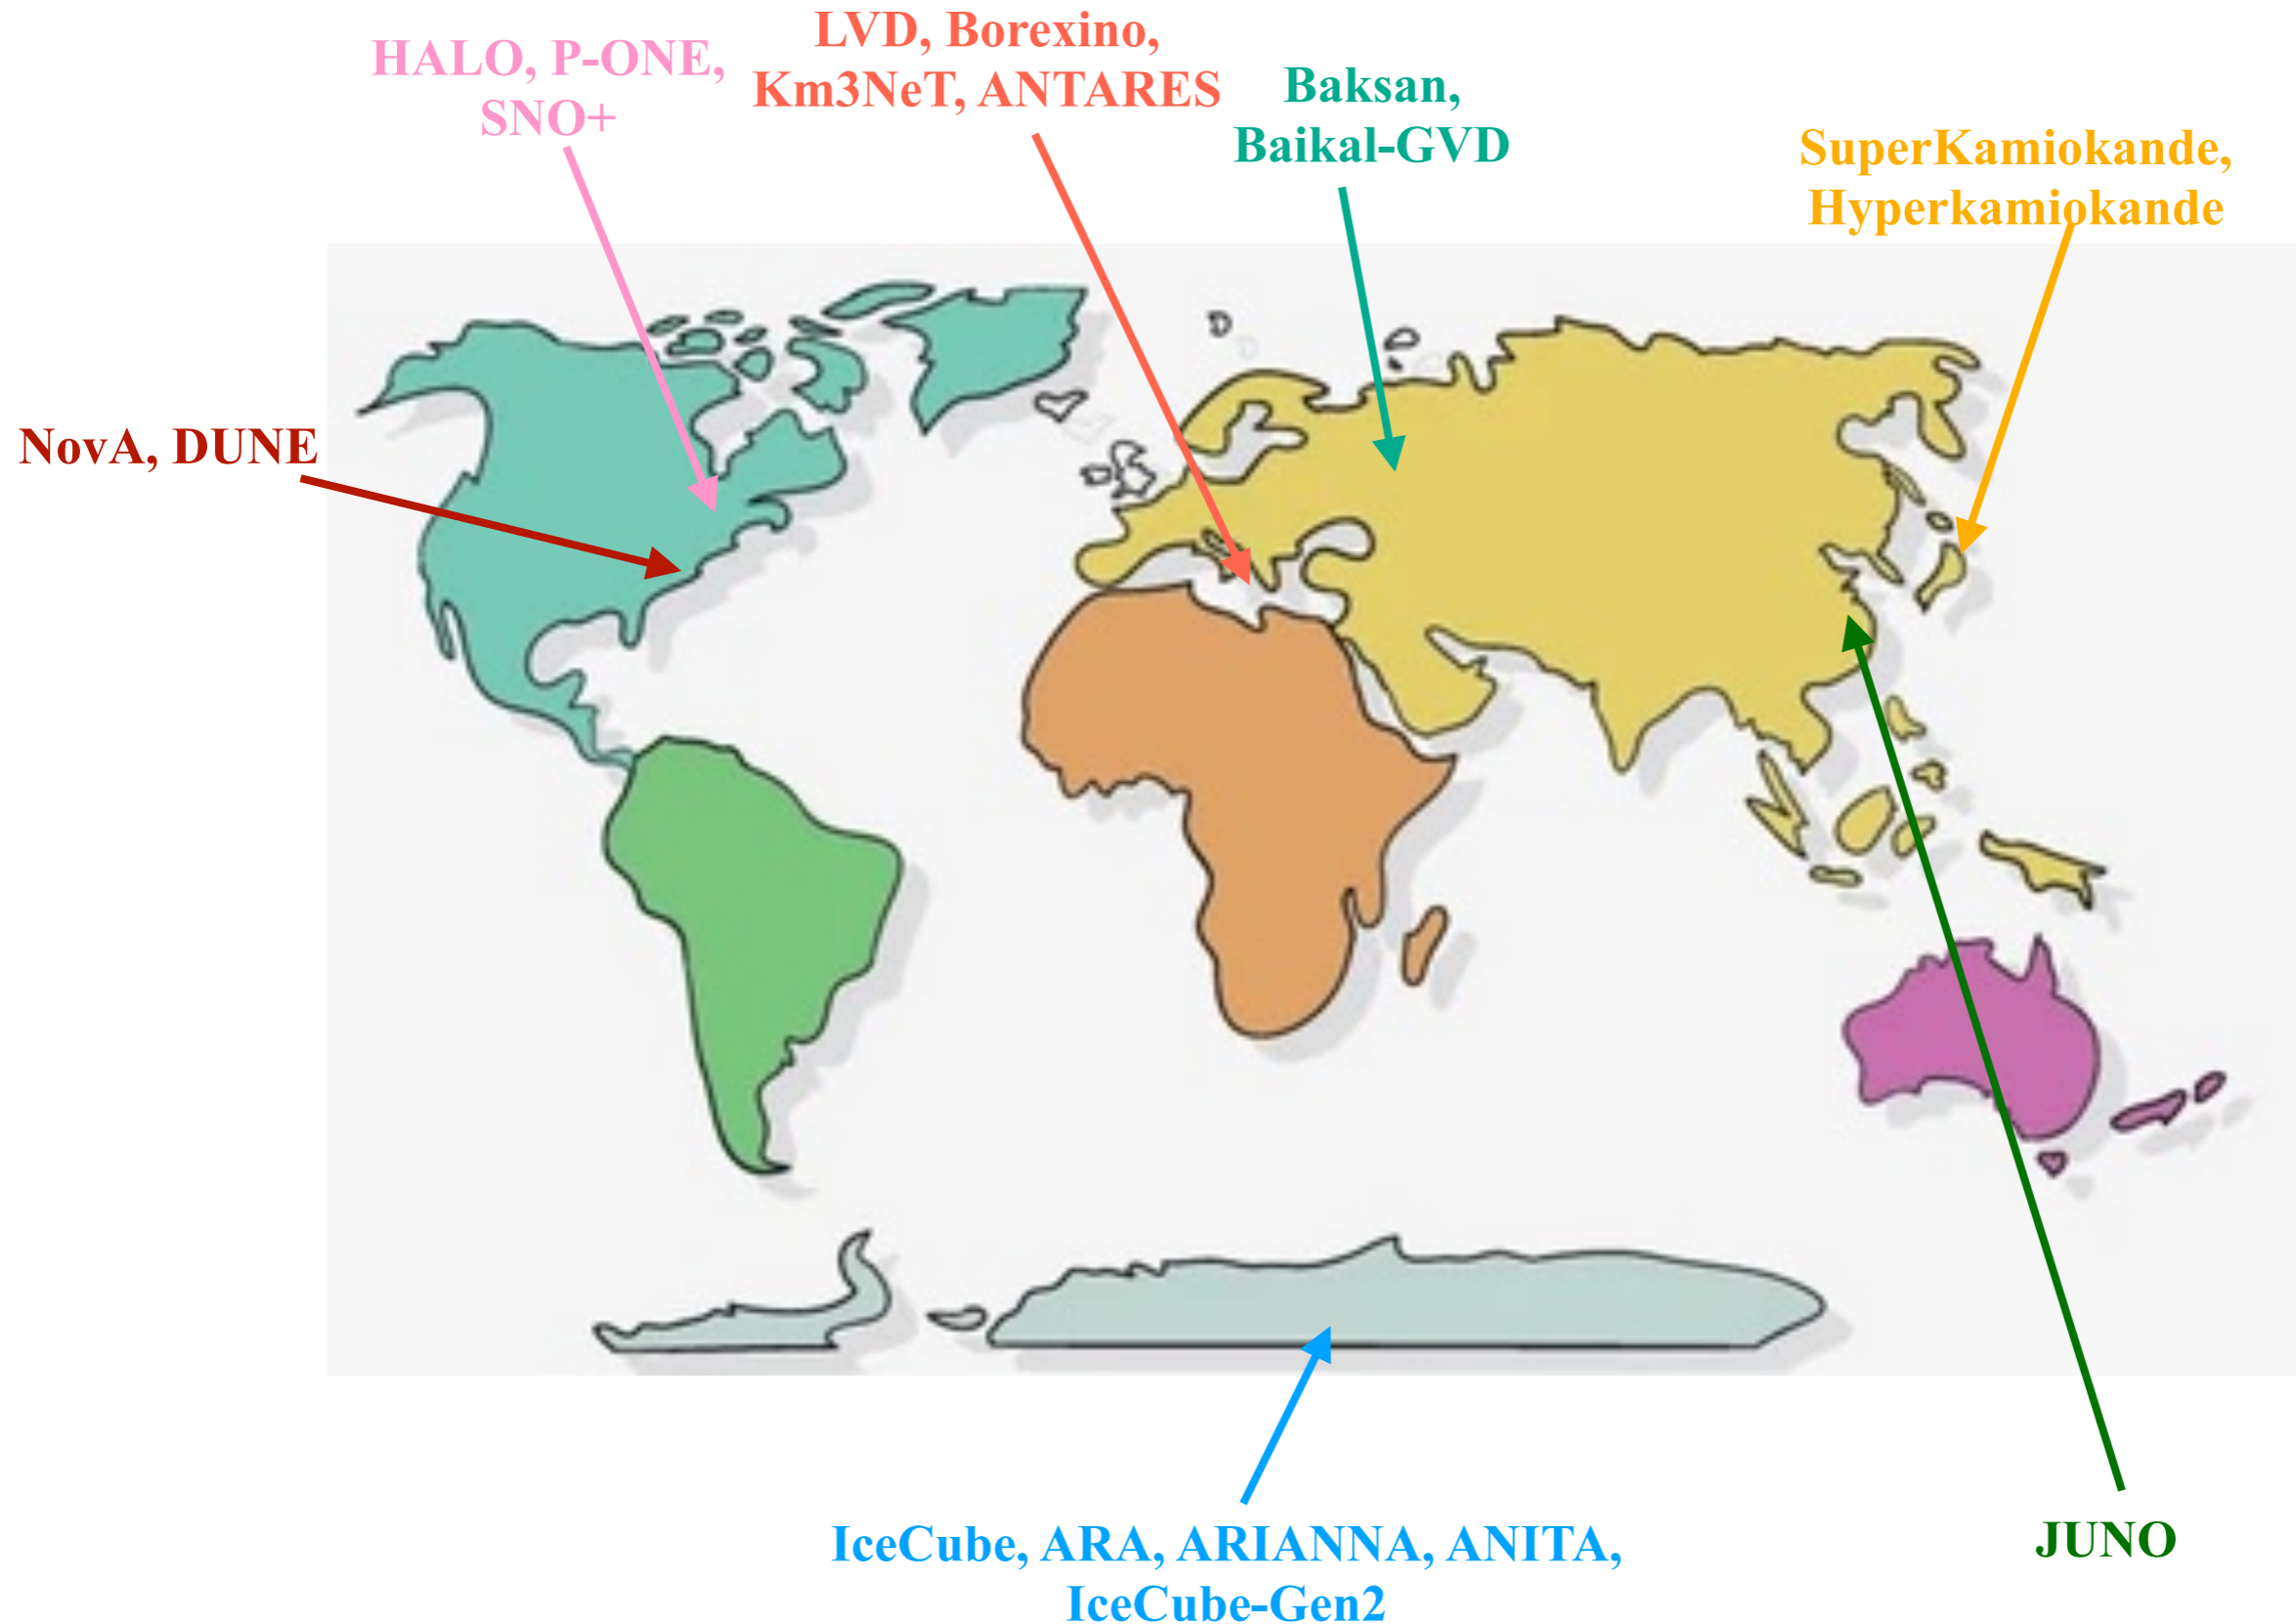 HALO, P-ONE,
SNO+
LVD, Borexino,
Km3NeT, ANTARES
Baksan,
Baikal-GVD
SuperKamiokande,
Hyperkamiokande
NovA, DUNE
IceCube, ARA, ARIANNA, ANITA,
IceCube-Gen2
JUNO